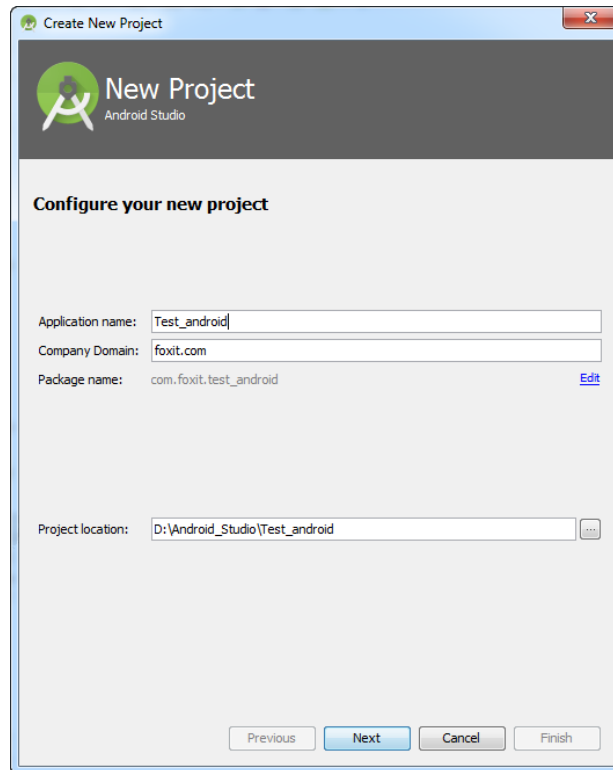 Create New Project
New Project
Android Studio
Configure your new project
Application name: Test_android
Company Domain: foxit.com
Package name: com.foxit.test_android Edit
Project location: D:\Android_Studio\Test_android ...
Previous Next Cancel Finish